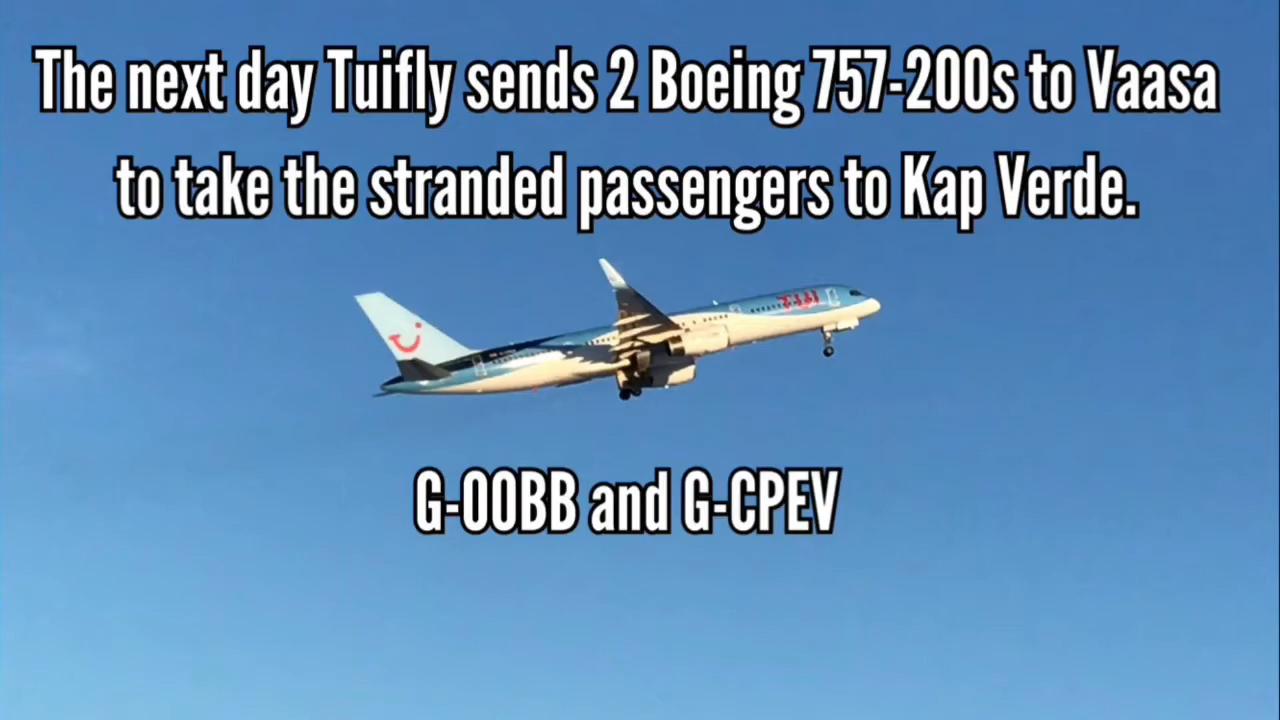 The next day Tuifly sends 2 Boeing 757-200s to Vaasa
to take the stranded passengers to Kap Verde.
TUI
G-OOBB and G-CPEV